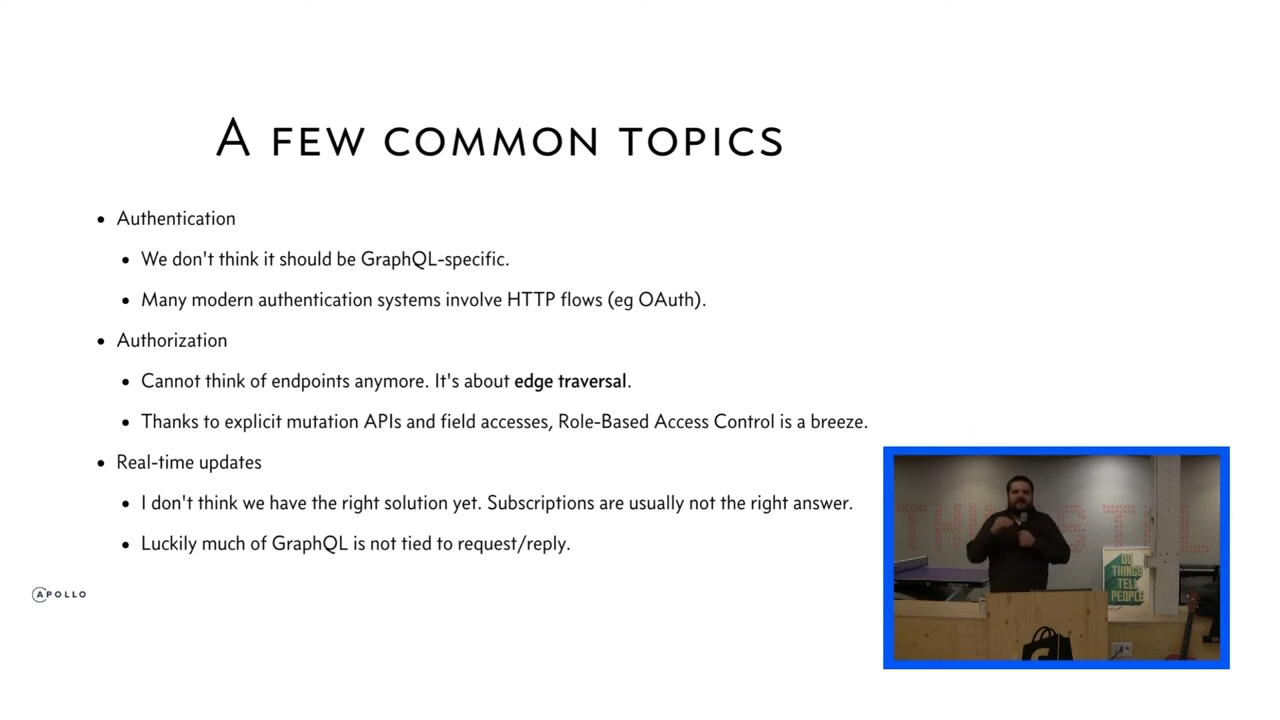 A FEW COMMON TOPICS
• Authentication
• We don't think it should be GraphQL-specific.
• Many modern authentication systems involve HTTP flows (eg OAuth).
• Authorization
• Cannot think of endpoints anymore. It's about edge traversal.
• Thanks to explicit mutation APIs and field accesses, Role-Based Access Control is a breeze.
• Real-time updates
• I don't think we have the right solution yet. Subscriptions are usually not the right answer.
• Luckily much of GraphQL is not tied to request/reply.
APOLLO
DO
THINGS
TELL
PEOPLE